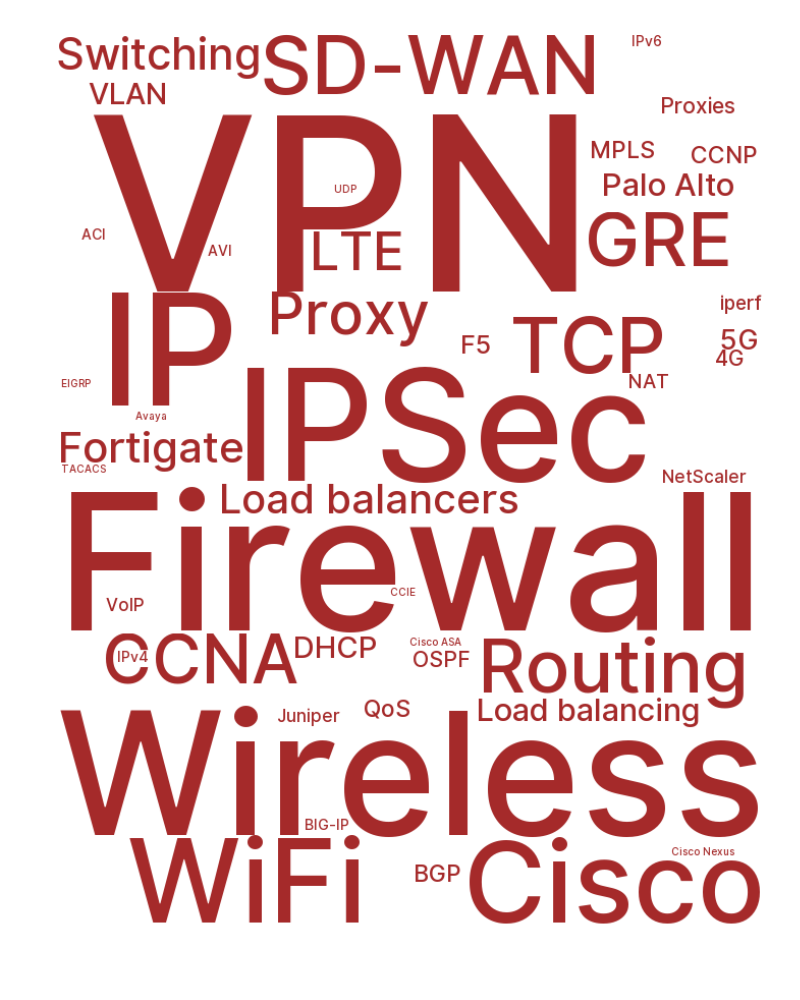 Switching
SD-WAN
IPv6
VLAN
Proxies
VPN
MPLS
CCNP
UDP
Palo Alto
GRE
ACI
AVI
LTE
Proxy
iperf
IP
TCP
F5
5G
4G
NAT
EIGRP
IPSec
Avaya
Fortigate
TACACS
NetScaler
Load balancers
Firewall
CCIE
VoIP
CCNA
IPv4
DHCP
Cisco ASA
OSPF
Routing
Juniper
QoS
Load balancing
Wireless
BIG-IP
WiFi
BGP
Cisco
Cisco Nexus